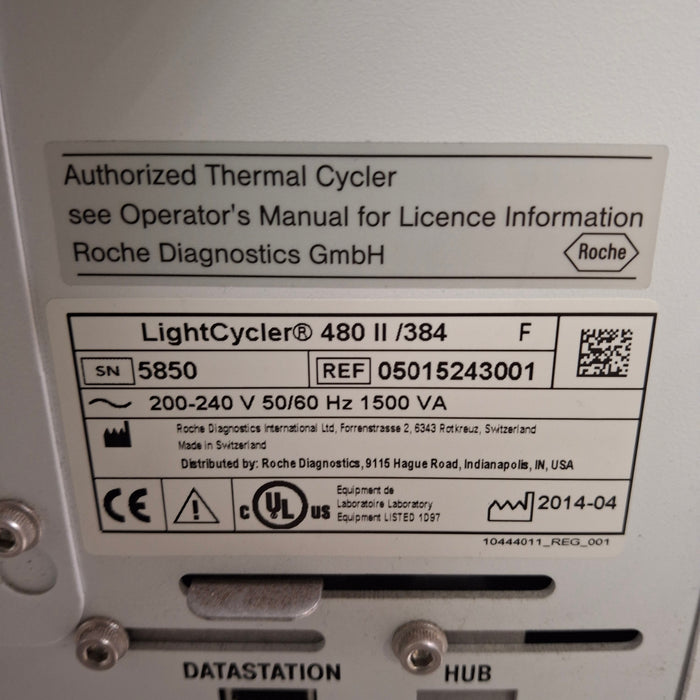 Authorized Thermal Cycler
see Operator's Manual for Licence Information
Roche Diagnostics GmbH
Roche
LightCycler® 480 II /384 F
SN 5850 REF 05015243001
200-240 V 50/60 Hz 1500 VA
Roche Diagnostics International Ltd, Forrenstrasse 2, 6343 Rotkreuz, Switzerland
Made in Switzerland
Distributed by: Roche Diagnostics, 9115 Hague Road, Indianapolis, IN, USA
CE
c UL US
Equipment de
Laboratoire Laboratory
Equipment LISTED 1D97
2014-04
10444011_REG_001
DATASTATION HUB